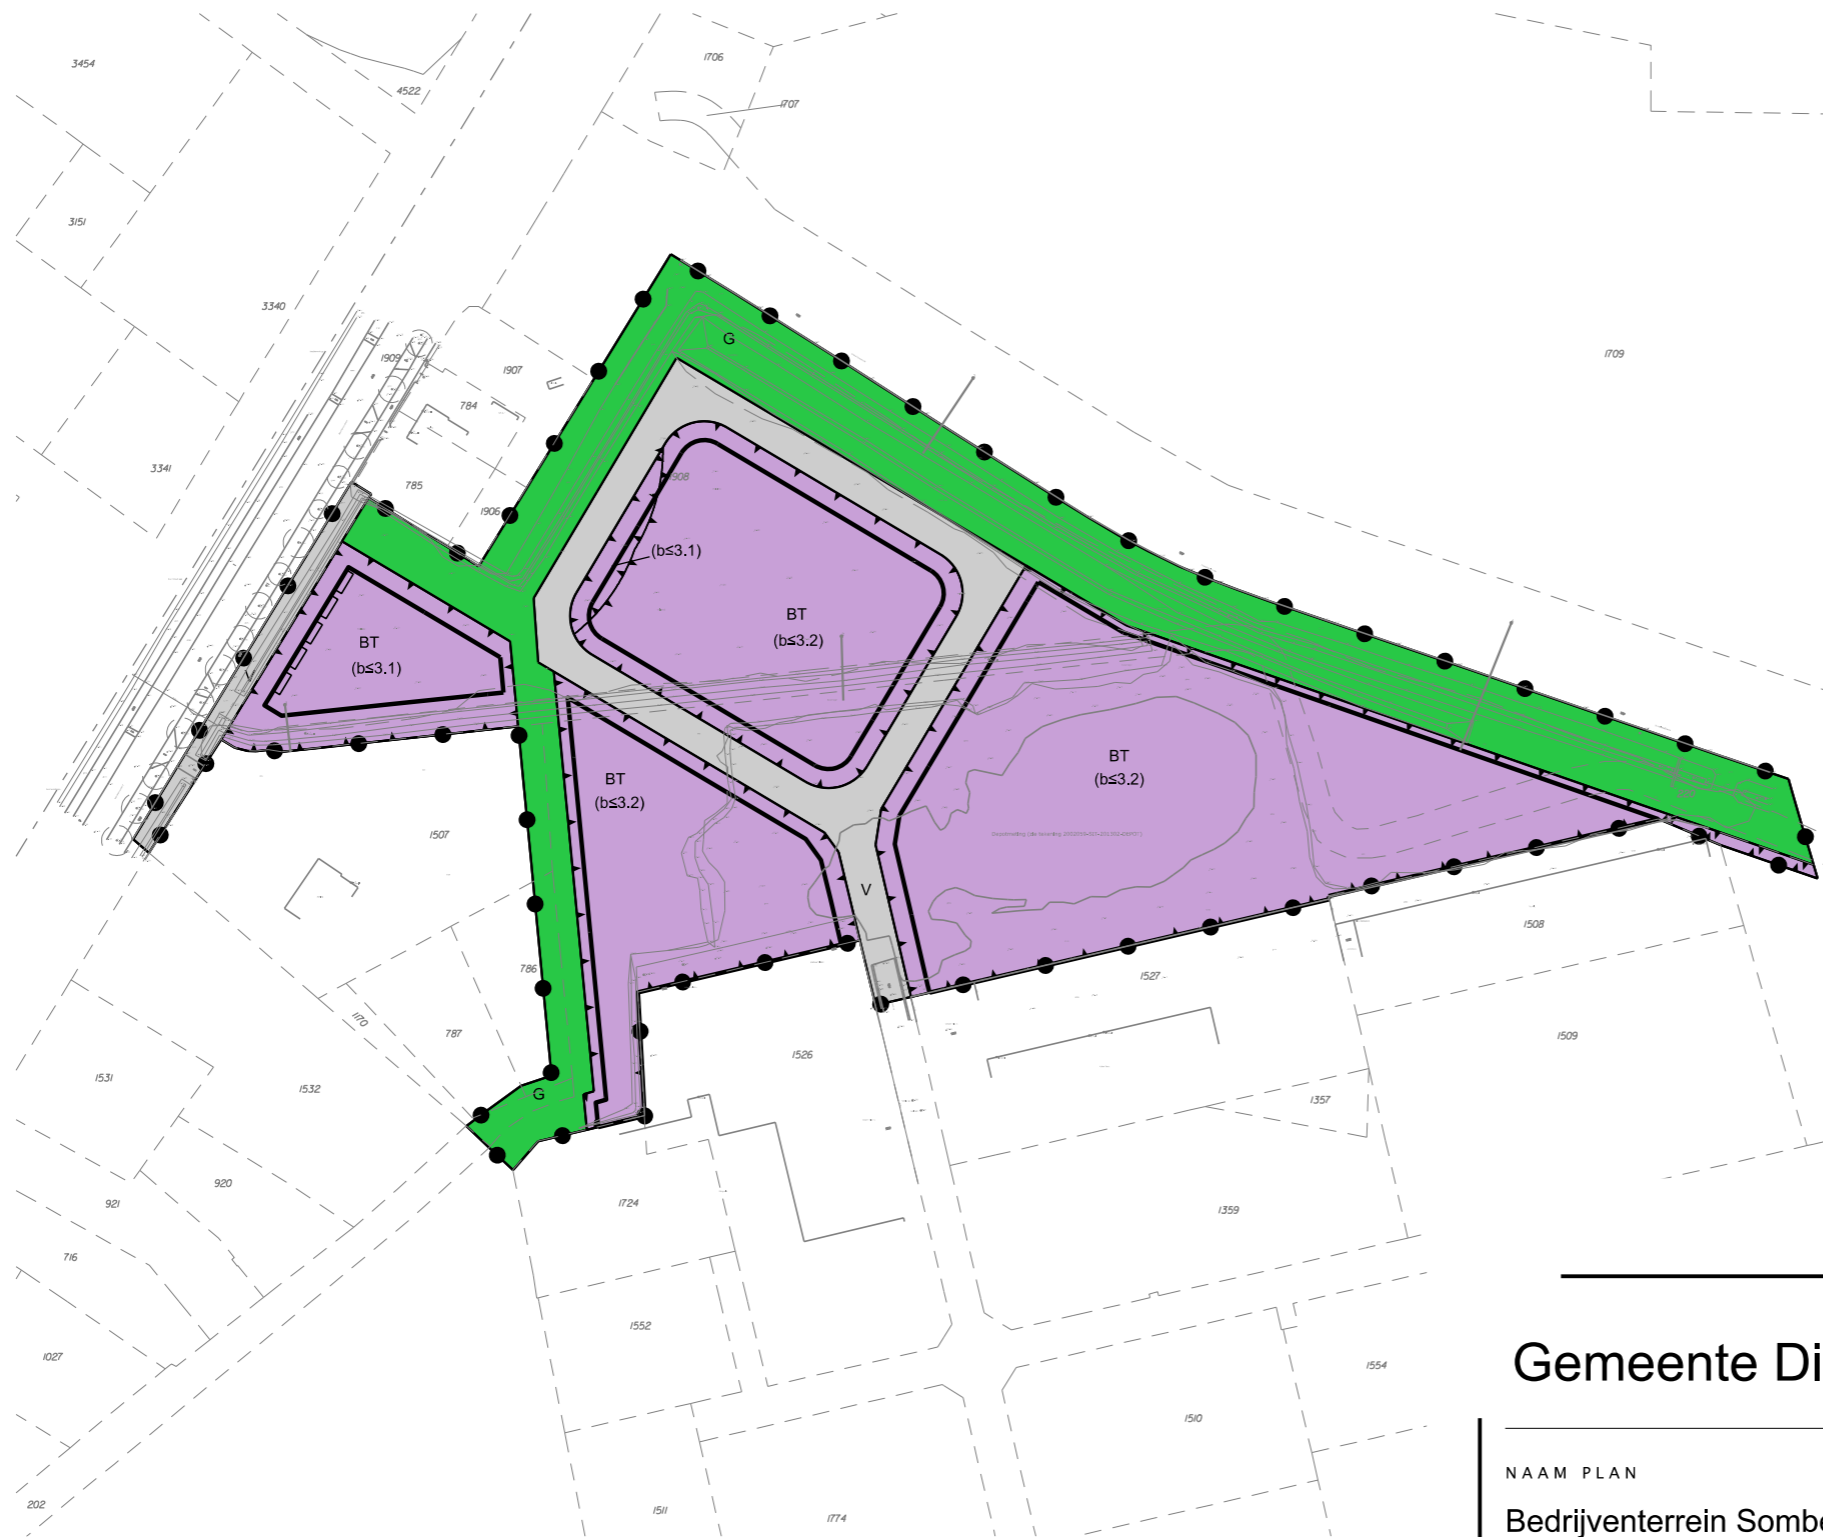 1706
3454
4522
1707
3151
3340
G
1709
1909
1907
784
3341
785
1908
1906
(b≤3.1)
BT
(b≤3.2)
BT
(b≤3.1)
BT
(b≤3.2)
BT
(b≤3.2)
1507
V
1508
786
1527
1170
787
1509
1526
1531
1532
G
1357
920
921
1724
1359
716
1552
1027
1554
1510
Gemeente Di
NAAM PLAN
202
1511
1774
Bedrijventerrein Sombe